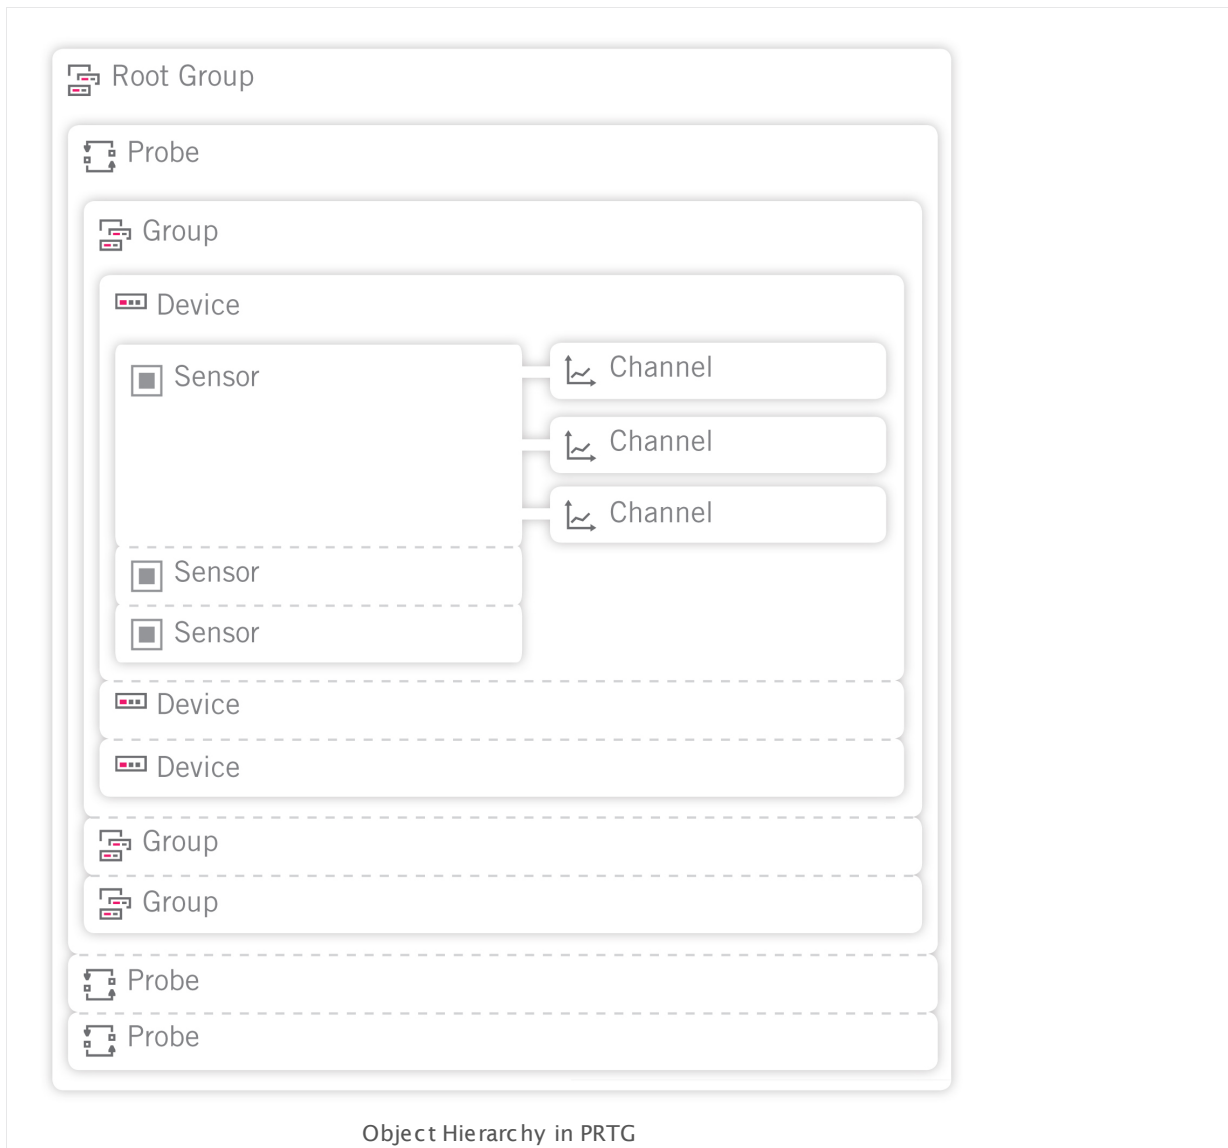 Root Group
Probe
Group
Device
Sensor
Channel
Channel
Channel
Sensor
Sensor
Device
Device
Group
Group
Probe
Probe
Object Hierarchy in PRTG